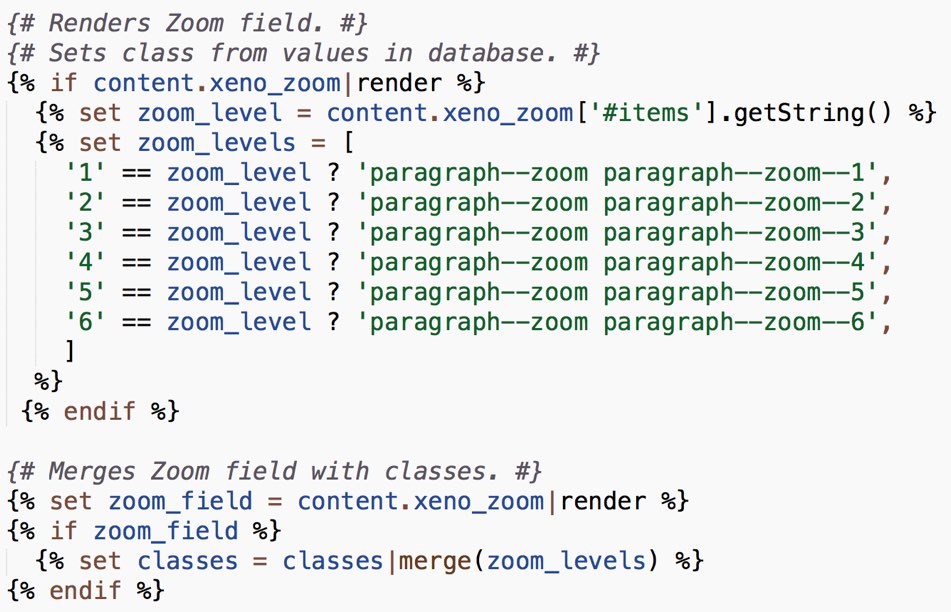 {# Renders Zoom field. #}
{# Sets class from values in database. #}
{% if content.xeno_zoom|render %}
  {% set zoom_level = content.xeno_zoom['#items'].getString() %}
  {% set zoom_levels = [
    '1' == zoom_level ? 'paragraph--zoom paragraph--zoom--1',
    '2' == zoom_level ? 'paragraph--zoom paragraph--zoom--2',
    '3' == zoom_level ? 'paragraph--zoom paragraph--zoom--3',
    '4' == zoom_level ? 'paragraph--zoom paragraph--zoom--4',
    '5' == zoom_level ? 'paragraph--zoom paragraph--zoom--5',
    '6' == zoom_level ? 'paragraph--zoom paragraph--zoom--6',
    ]
  %}
 {% endif %}

{# Merges Zoom field with classes. #}
{% set zoom_field = content.xeno_zoom|render %}
{% if zoom_field %}
  {% set classes = classes|merge(zoom_levels) %}
{% endif %}